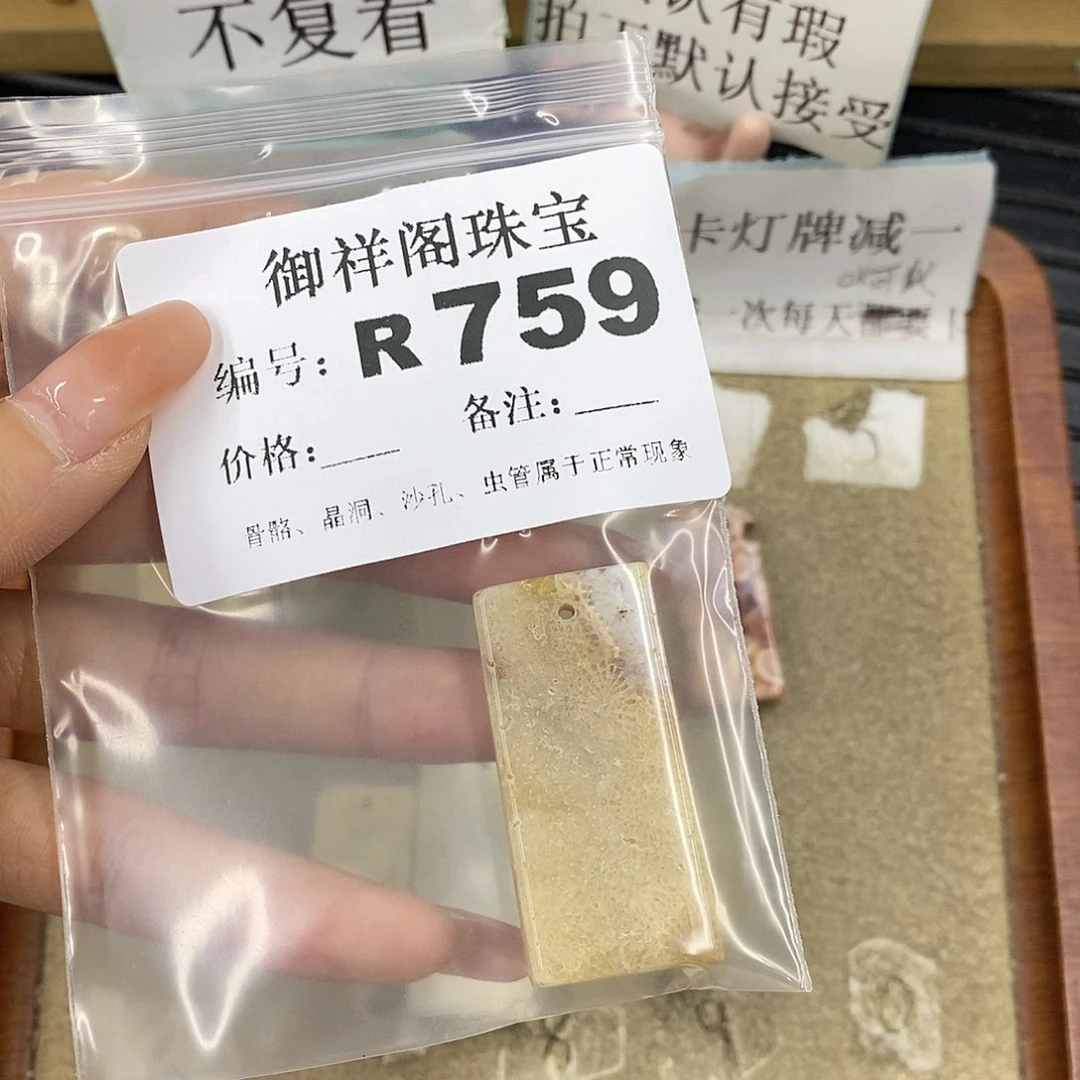 不复看
有瑕
拍
默认接受
御祥阁珠宝
编号: R 759
价格:
备注:
骨骼、晶洞、沙孔、虫管属于正常现象
卡灯牌减一
一次每天